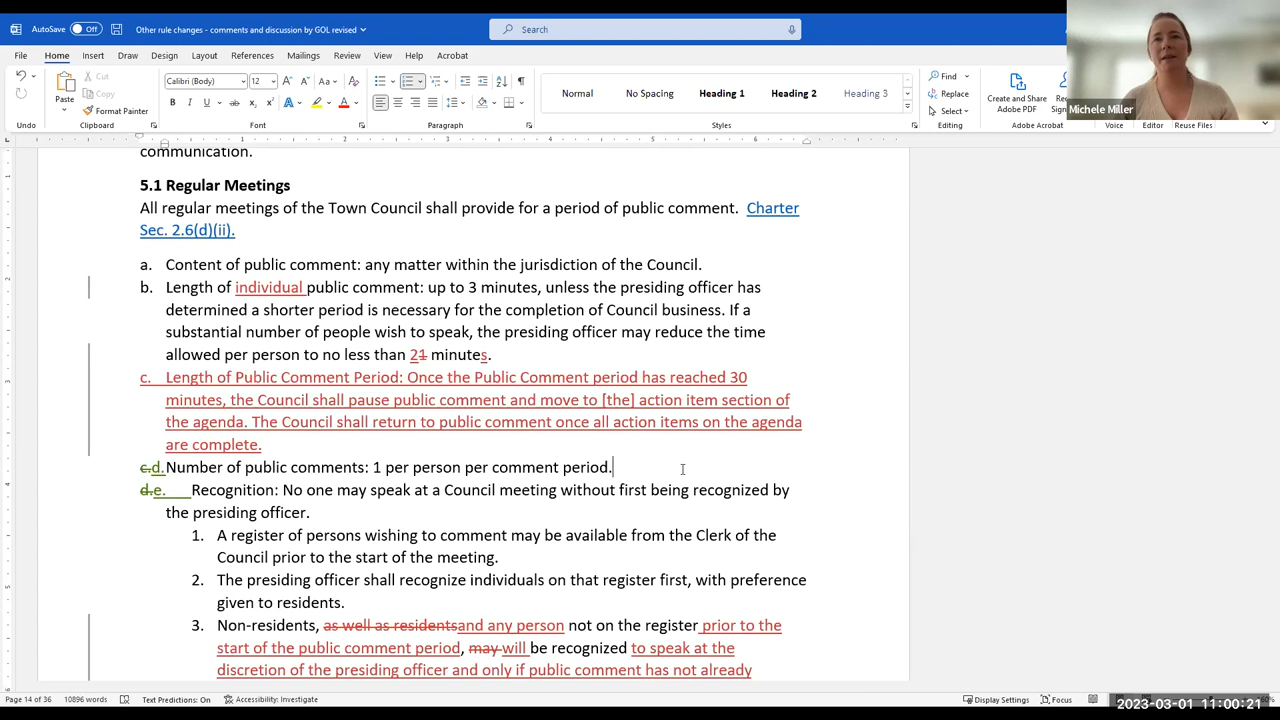 AutoSave Off Other rule changes - comments and discussion by GOL revised Search
File Home Insert Draw Design Layout References Mailings Review View Help Acrobat
Paste Cut Copy Format Painter
Calibri (Body) 12
Normal No Spacing Heading 1 Heading 2 Heading 3
Find Replace Select
Create and Share Adobe PDF
Undo Clipboard Font Paragraph Styles Editing Adobe Acrobat Voice Editor Reuse Files
Michele Miller
communication.
5.1 Regular Meetings
All regular meetings of the Town Council shall provide for a period of public comment. Charter
Sec. 2.6(d)(ii).
a. Content of public comment: any matter within the jurisdiction of the Council.
b. Length of individual public comment: up to 3 minutes, unless the presiding officer has
determined a shorter period is necessary for the completion of Council business. If a
substantial number of people wish to speak, the presiding officer may reduce the time
allowed per person to no less than 21 minutes.
c. Length of Public Comment Period: Once the Public Comment period has reached 30
minutes, the Council shall pause public comment and move to [the] action item section of
the agenda. The Council shall return to public comment once all action items on the agenda
are complete.
c.d. Number of public comments: 1 per person per comment period.
d.e. Recognition: No one may speak at a Council meeting without first being recognized by
the presiding officer.
1. A register of persons wishing to comment may be available from the Clerk of the
Council prior to the start of the meeting.
2. The presiding officer shall recognize individuals on that register first, with preference
given to residents.
3. Non-residents, as well as residentsand any person not on the register prior to the
start of the public comment period, may will be recognized to speak at the
discretion of the presiding officer and only if public comment has not already
Page 14 of 36 10896 words Text Predictions: On Accessibility: Investigate Display Settings Focus
2023-03-01 11:00:21